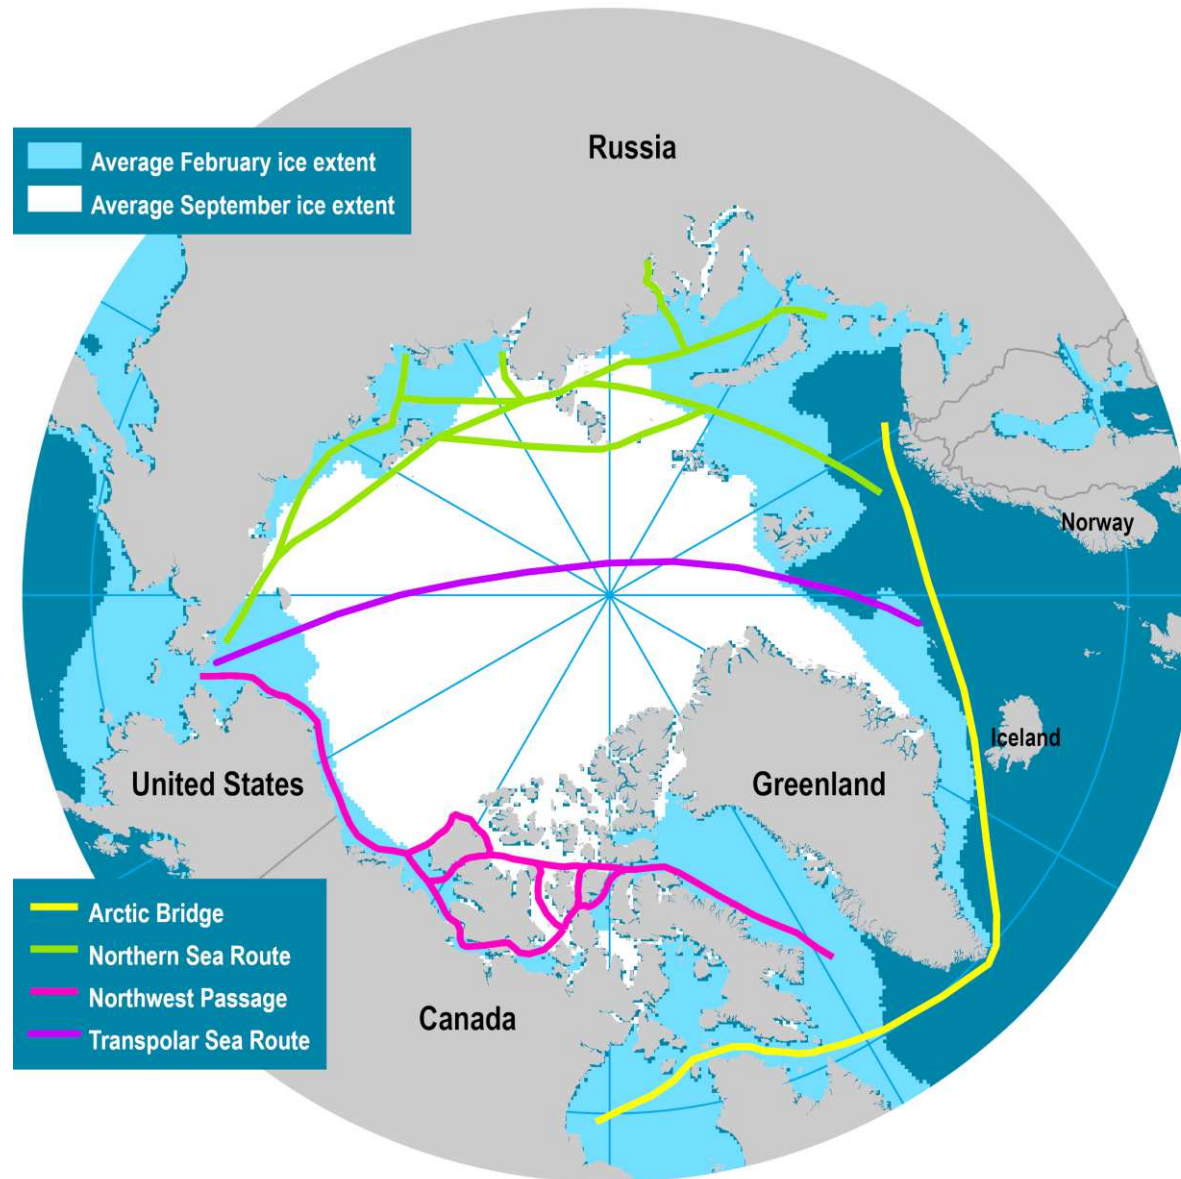 Russia
Average February ice extent
Average September ice extent
Norway
Iceland
United States
Greenland
Arctic Bridge
Northern Sea Route
Northwest Passage
Canada
Transpolar Sea Route